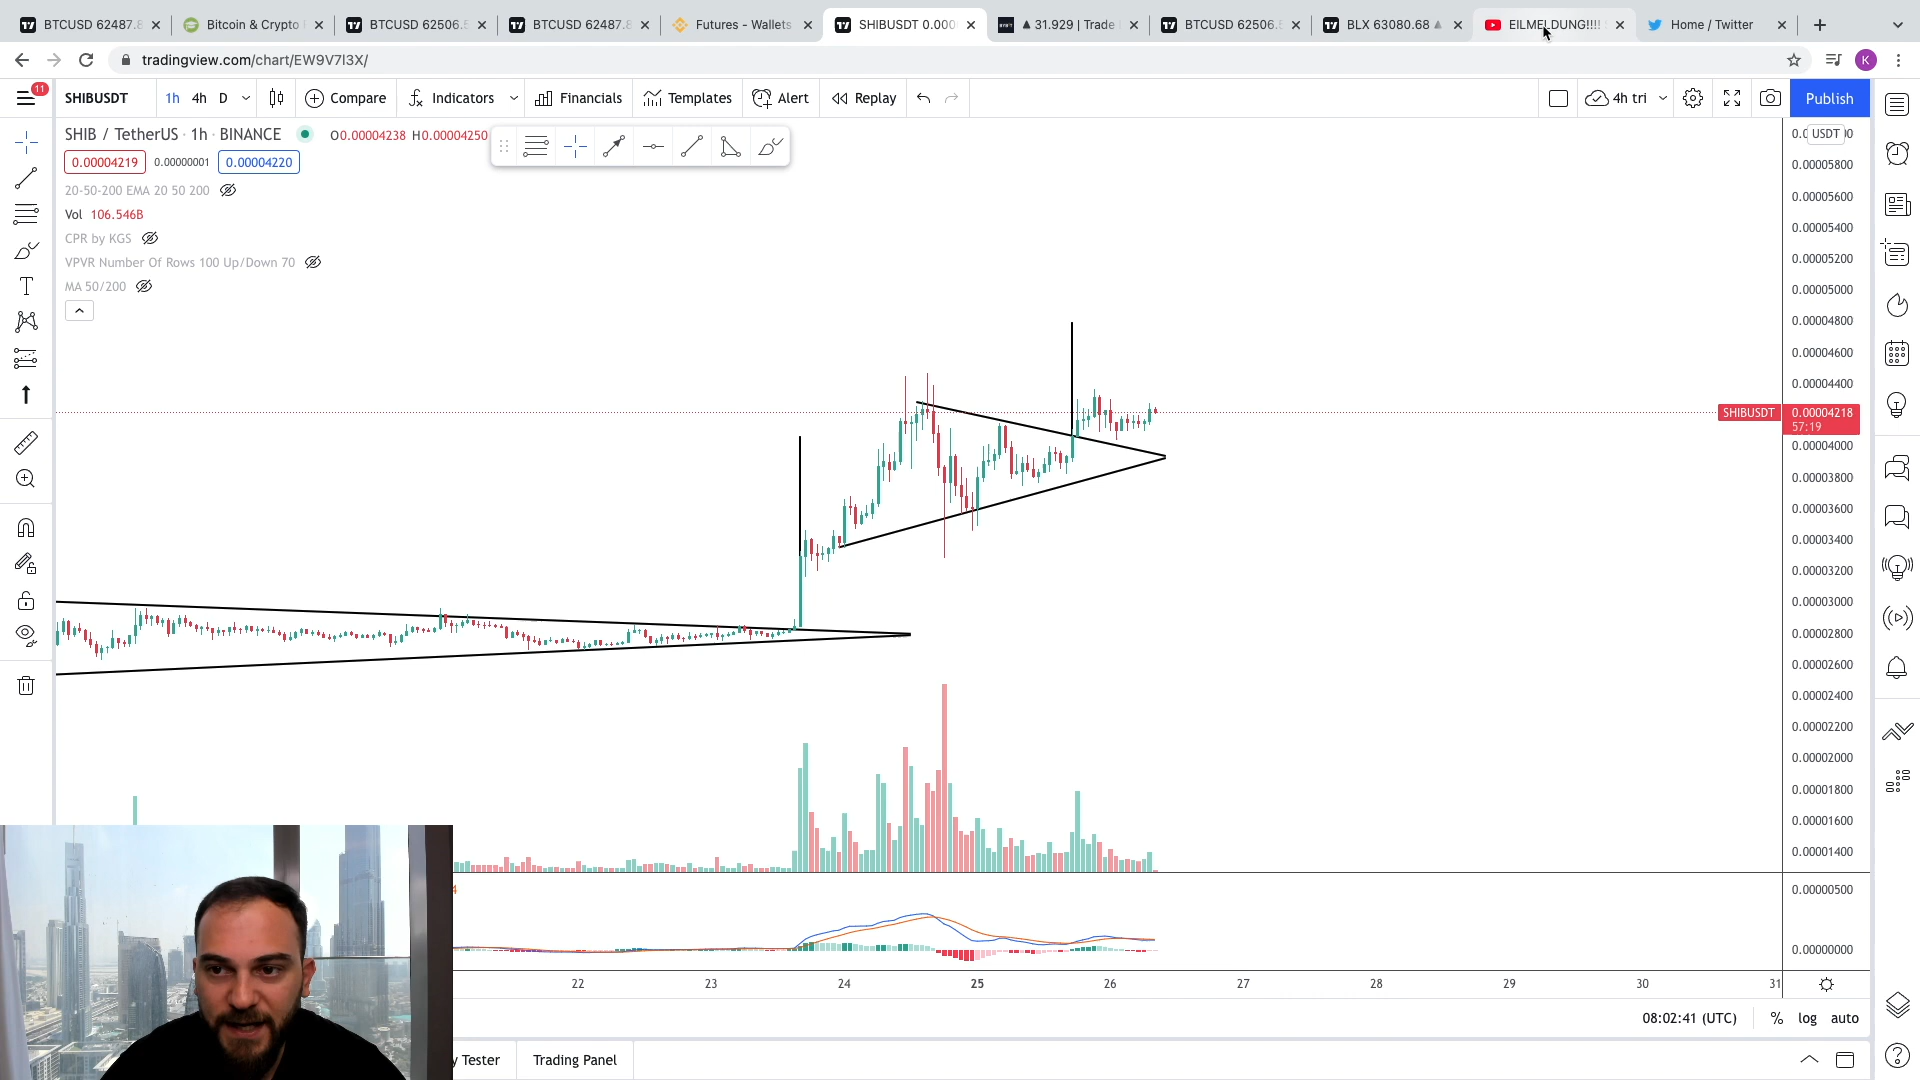 BTCUSD 62487.8
Bitcoin & Crypto
BTCUSD 62506.5
BTCUSD 62487.8
Futures - Wallets
SHIBUSDT 0.000
▲ 31.929 | Trade
BTCUSD 62506.5
BLX 63080.68 ▲
EILMELDUNG!!!!
Home / Twitter
tradingview.com/chart/EW9V7l3X/
K
11
SHIBUSDT
1h
4h
D
Compare
Indicators
Financials
Templates
Alert
Replay
4h tri
Publish
SHIB / TetherUS · 1h · BINANCE
O0.00004238 H0.00004250
USDT
0.00004219
0.00000001
0.00004220
20-50-200 EMA 20 50 200
Vol 106.546B
CPR by KGS
VPVR Number Of Rows 100 Up/Down 70
MA 50/200
0.00005800
0.00005600
0.00005400
0.00005200
0.00005000
0.00004800
0.00004600
0.00004400
SHIBUSDT
0.00004218
57:19
0.00004000
0.00003800
0.00003600
0.00003400
0.00003200
0.00003000
0.00002800
0.00002600
0.00002400
0.00002200
0.00002000
0.00001800
0.00001600
0.00001400
0.00000500
0.00000000
22
23
24
25
26
27
28
29
30
31
08:02:41 (UTC)
%
log
auto
y Tester
Trading Panel